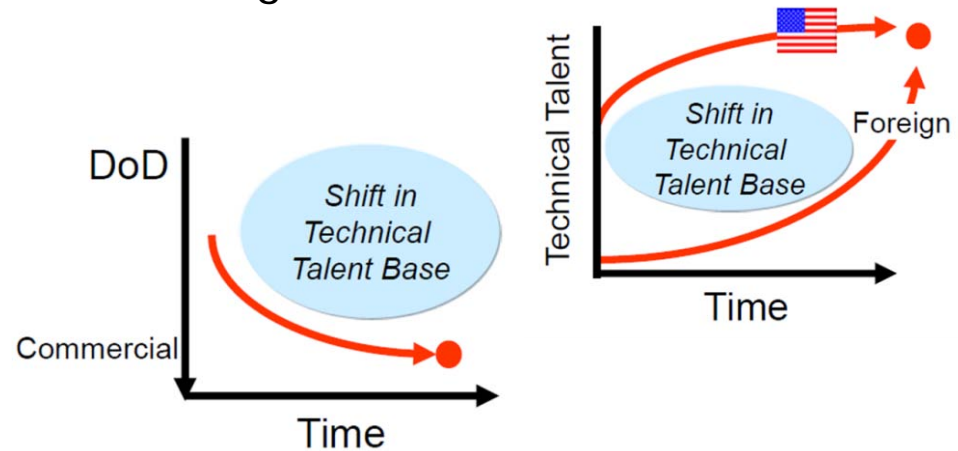 DoD
Shift in
Technical
Talent Base
Commercial
Time
Technical Talent
Shift in
Technical
Talent Base
Foreign
Time